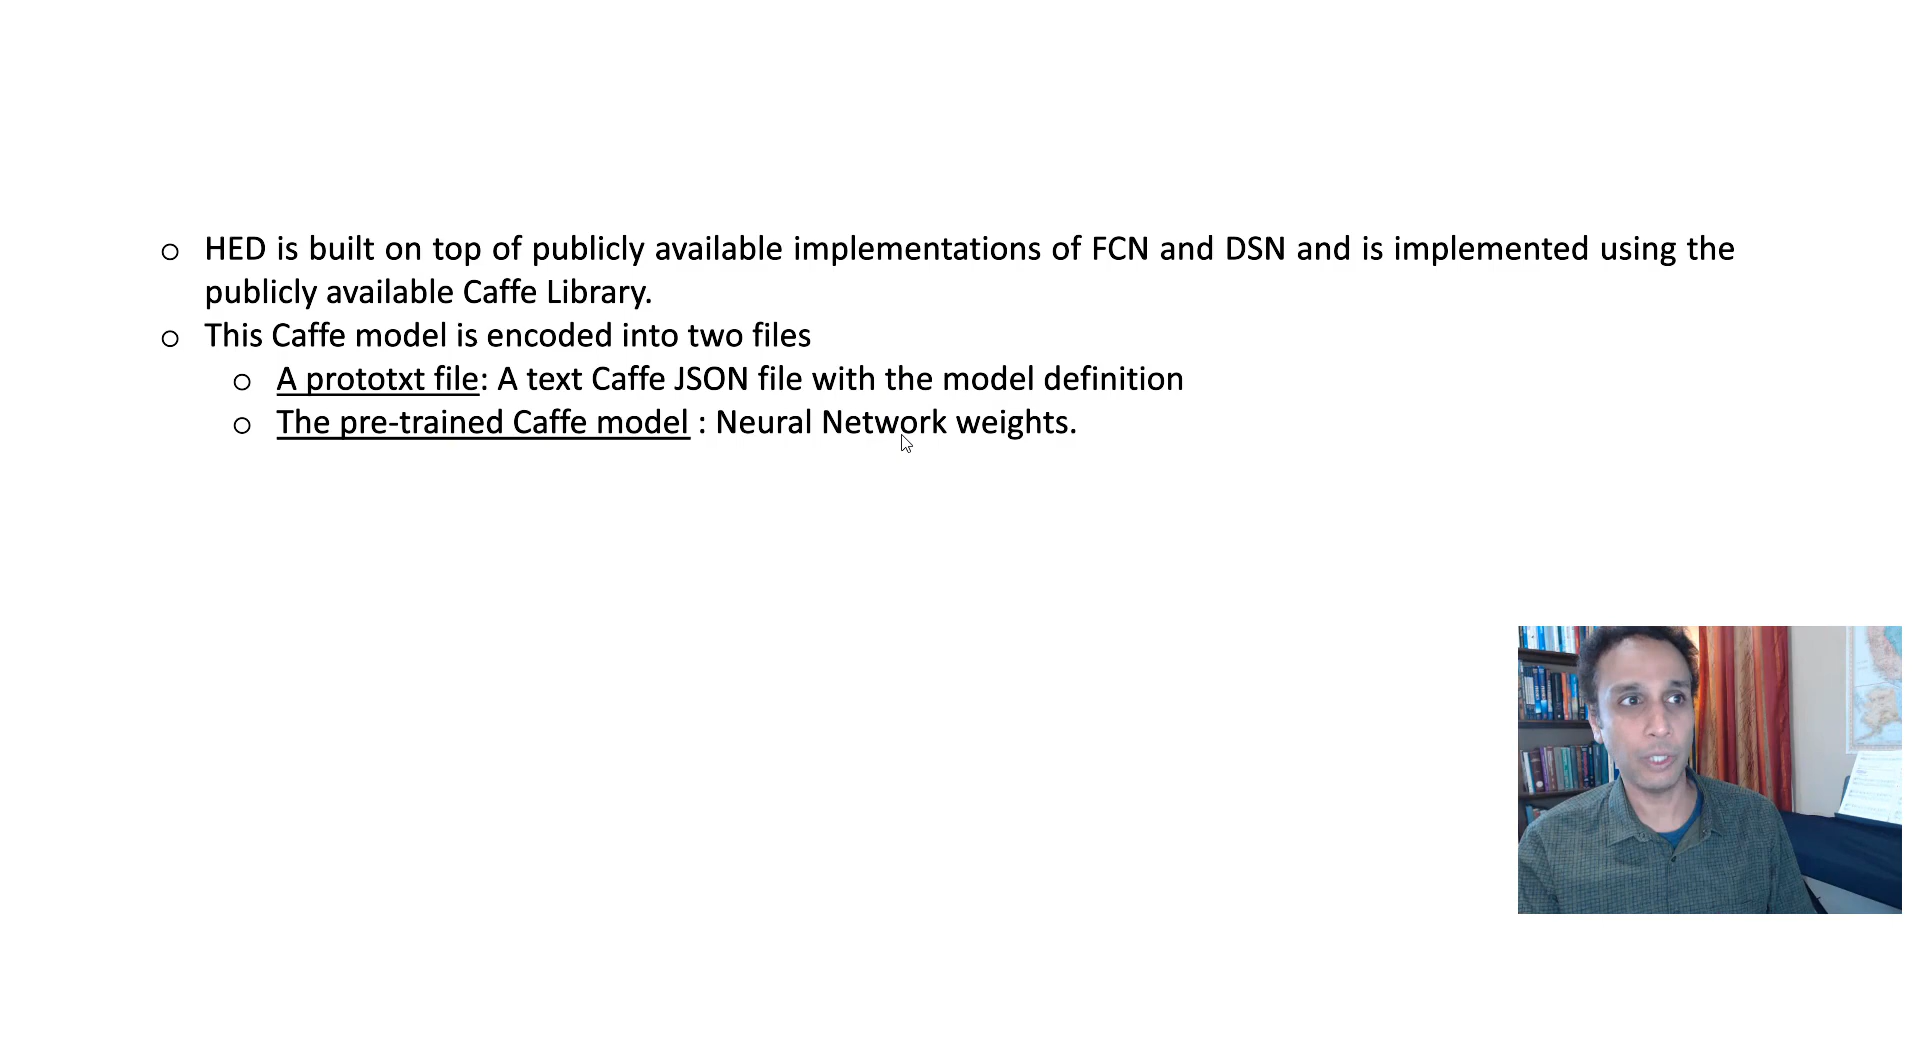 o HED is built on top of publicly available implementations of FCN and DSN and is implemented using the
publicly available Caffe Library.
o This Caffe model is encoded into two files
o A prototxt file: A text Caffe JSON file with the model definition
o The pre-trained Caffe model : Neural Network weights.